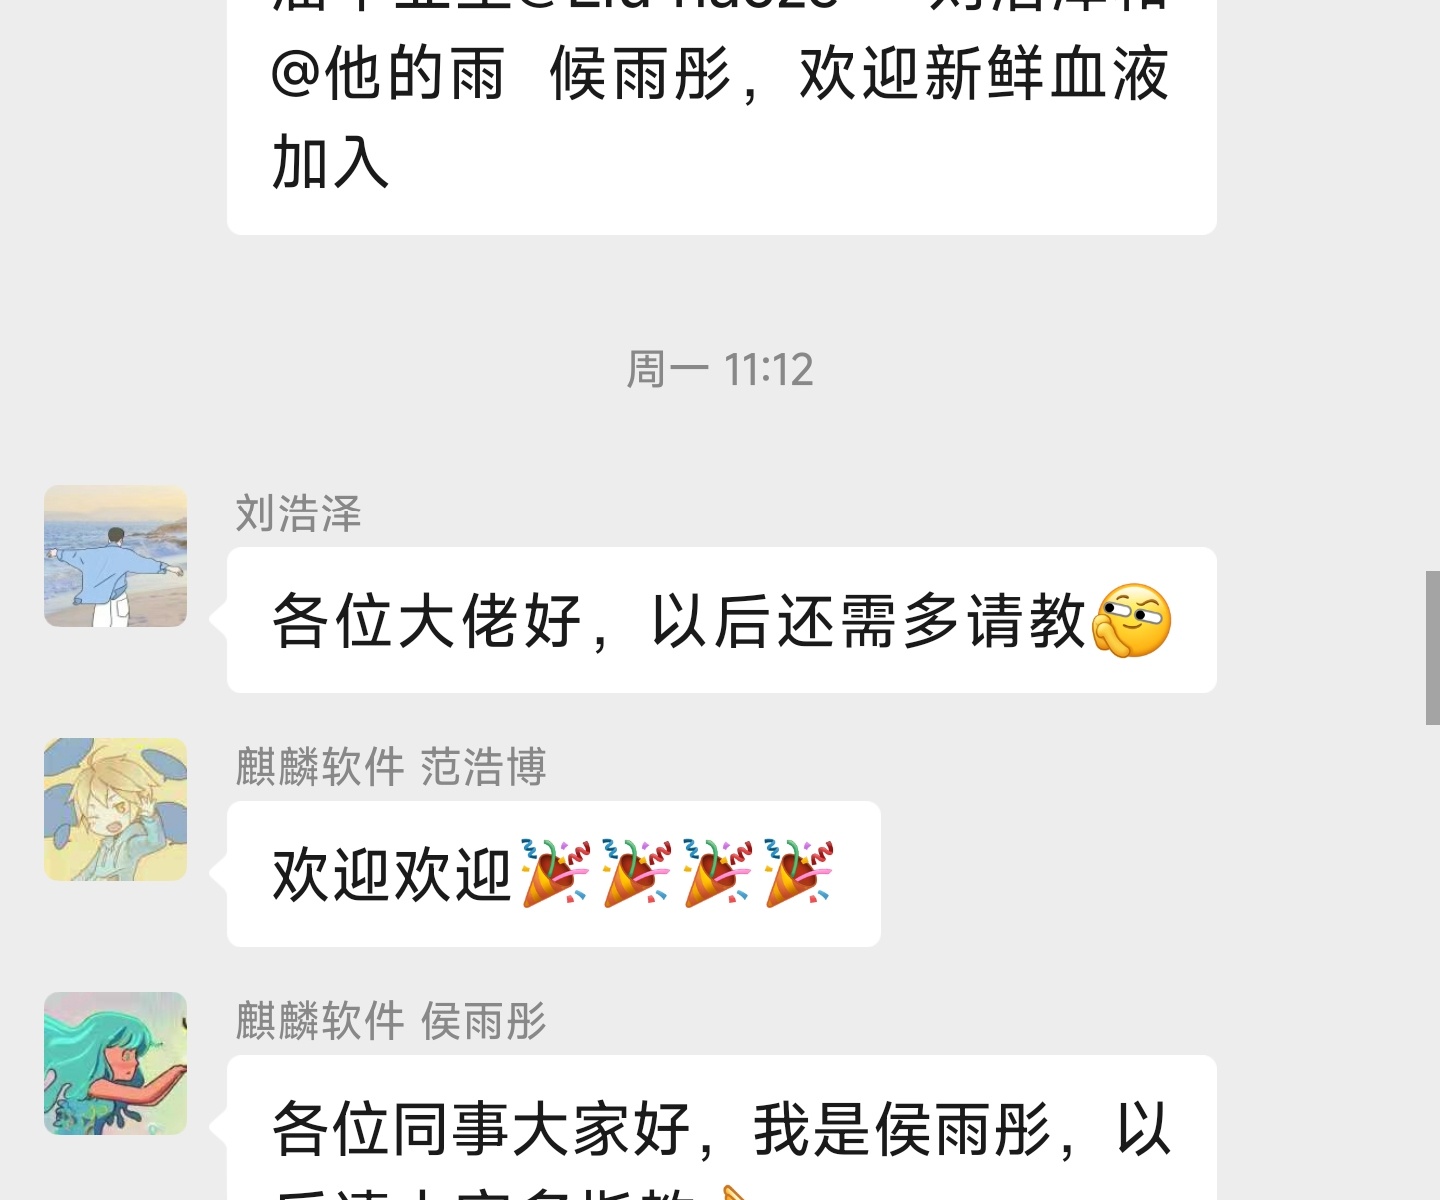 @他的雨 候雨彤，欢迎新鲜血液
加入
周一 11:12
刘浩泽
各位大佬好，以后还需多请教
麒麟软件 范浩博
欢迎欢迎🎉🎉🎉🎉
麒麟软件 侯雨彤
各位同事大家好，我是侯雨彤，以